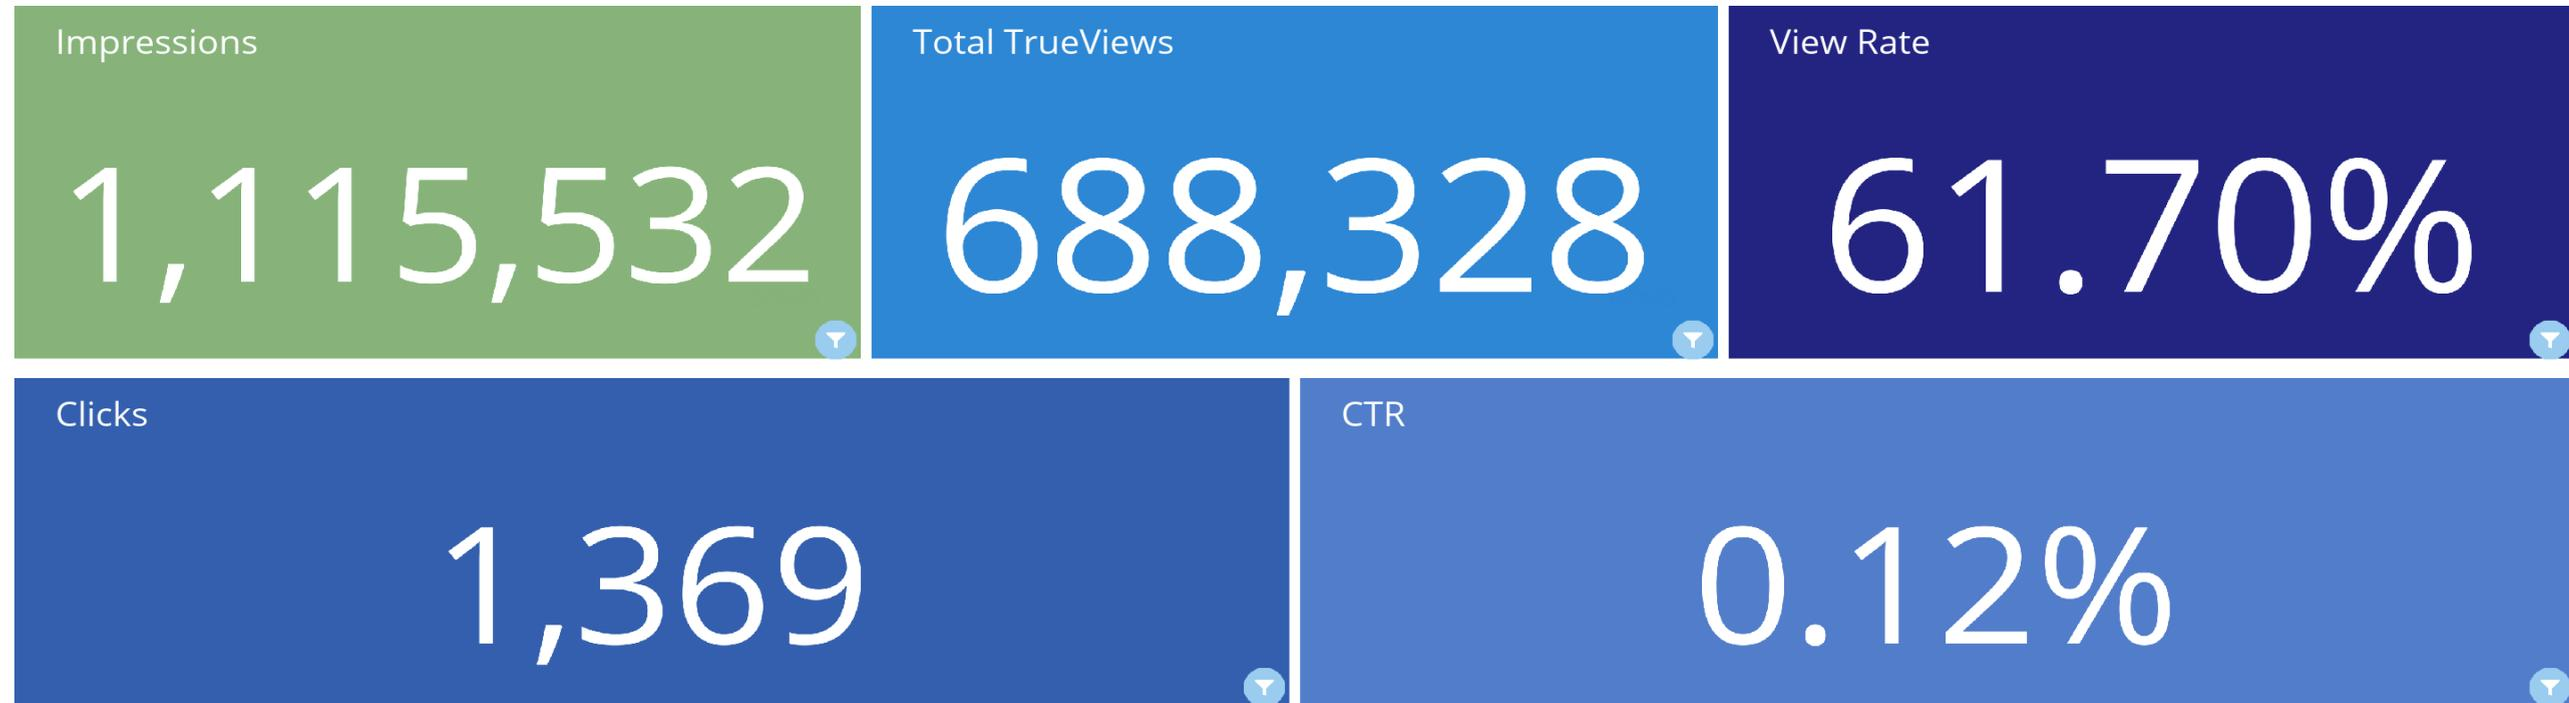 Impressions
1,115,532
Total TrueViews
688,328
View Rate
61.70%
Clicks
1,369
CTR
0.12%